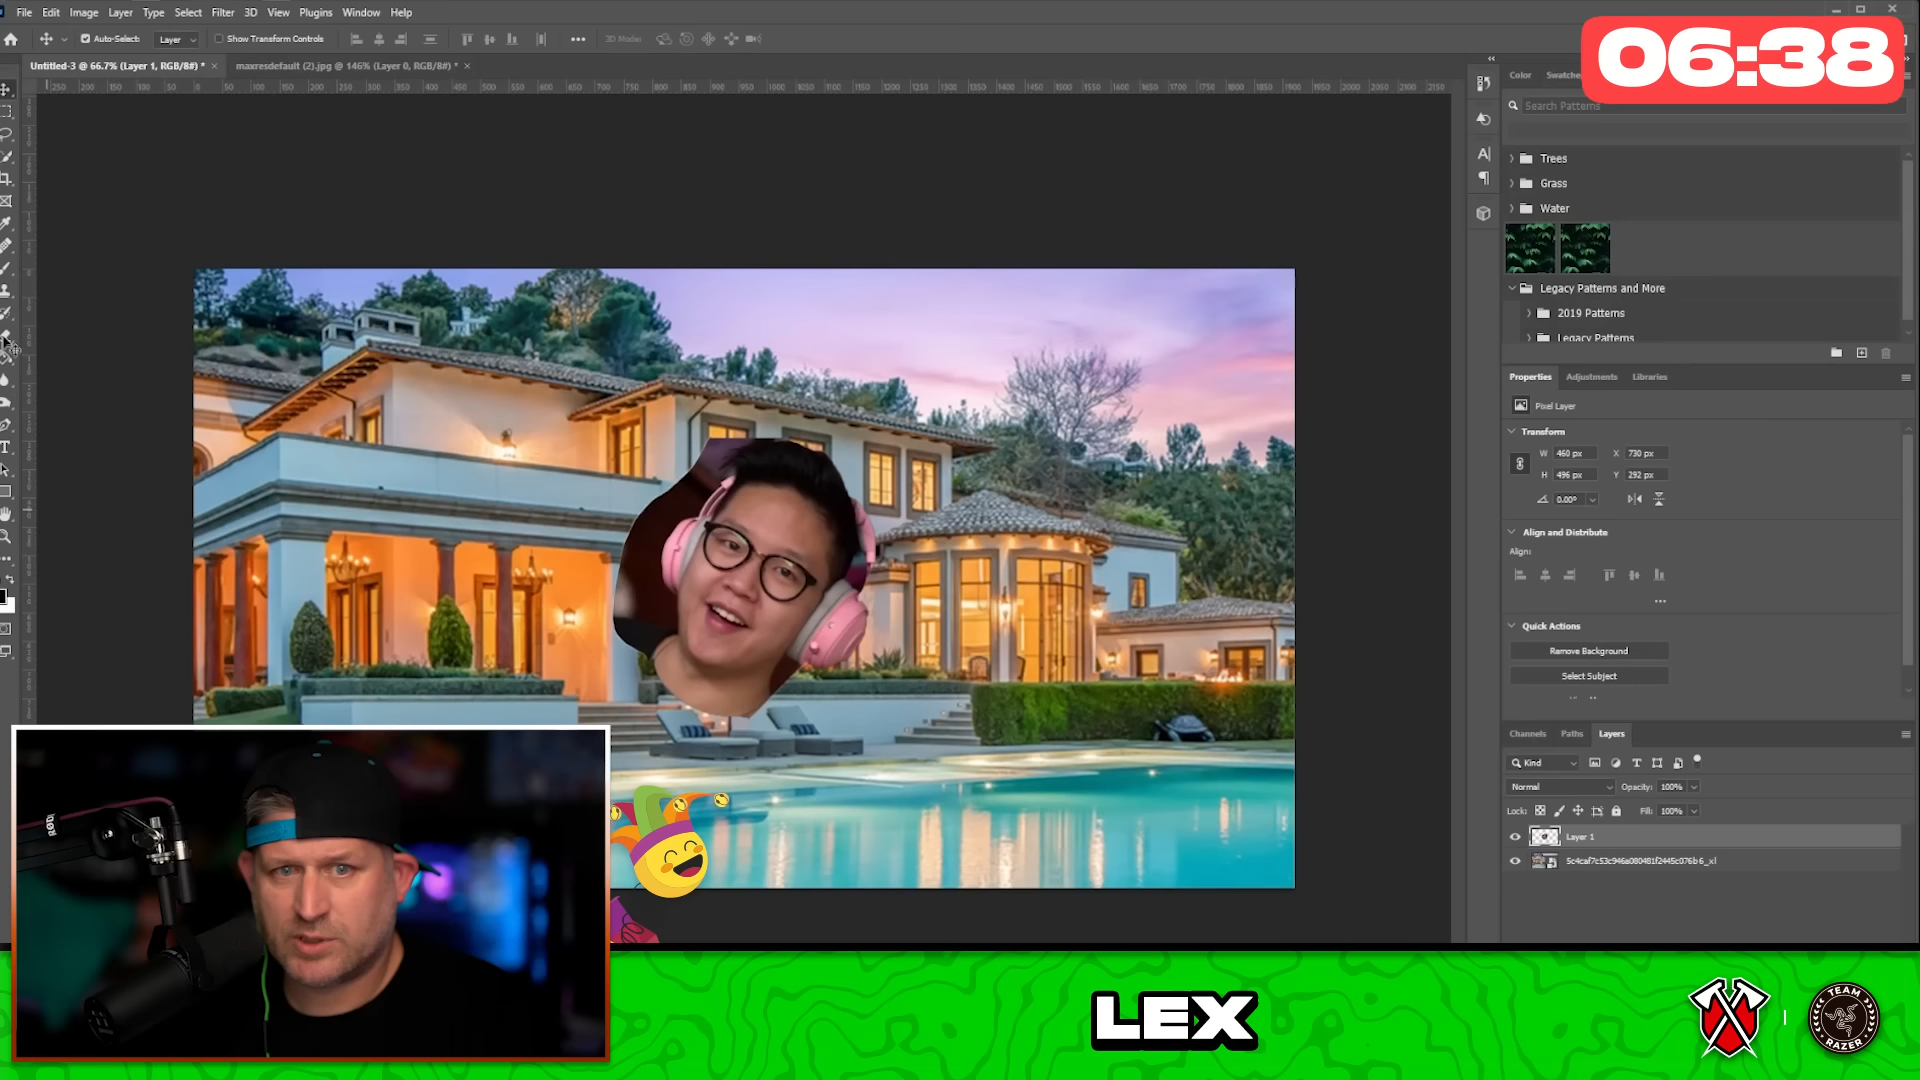 File Edit Image Layer Type Select Filter 3D View Plugins Window Help
Auto-Select: Layer Show Transform Controls 3D Mode:
06:38
Untitled-3 @ 66.7% (Layer 1, RGB/8#) * maxresdefault (2).jpg @ 146% (Layer 0, RGB/8#) *
Color Swatches
Search Patterns
Trees
Grass
Water
Legacy Patterns and More
2019 Patterns
Legacy Patterns
Properties Adjustments Libraries
Pixel Layer
Transform
W 460 px X 730 px
H 496 px Y 292 px
0.00°
Align and Distribute
Align:
Quick Actions
Remove Background
Select Subject
Channels Paths Layers
Kind
Normal Opacity: 100%
Lock: Fill: 100%
Layer 1
5c4caf7c53c946a080481f2445c076b6_xl
RØDE
LEX
TEAM
RAZER